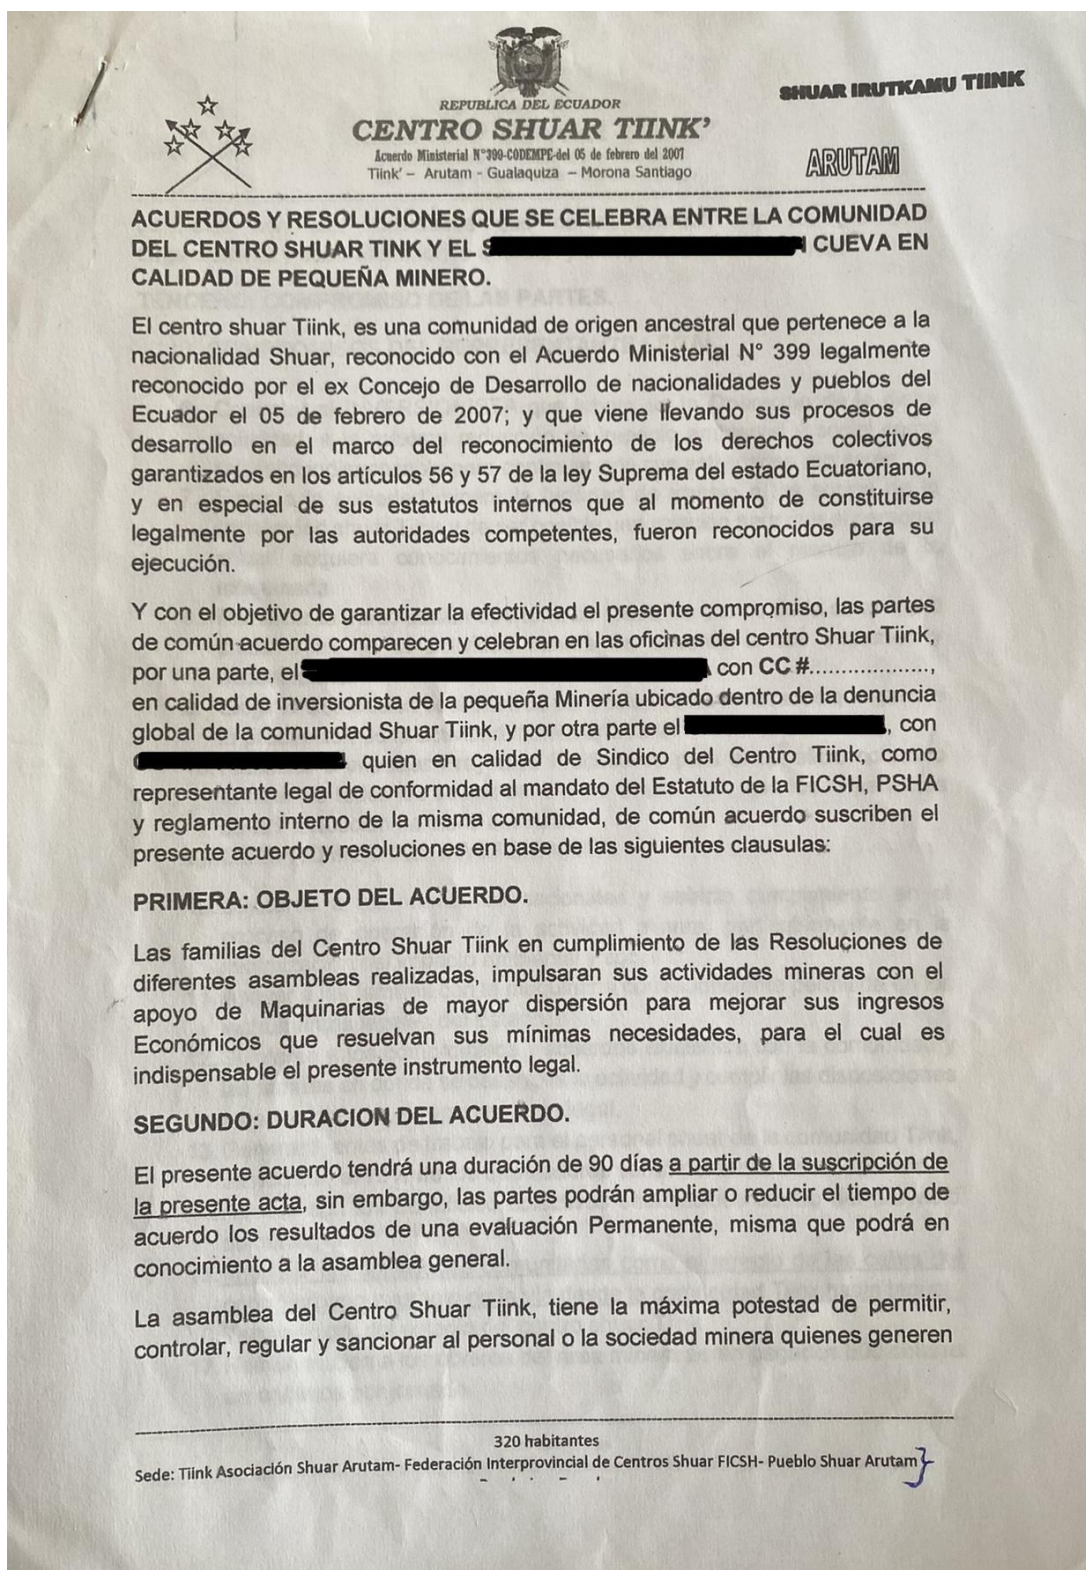 REPUBLICA DEL ECUADOR
SHUAR IRUTKAMU TIINK
CENTRO SHUAR TIINK'
Acuerdo Ministerial N°399-CODEMPE-del 05 de febrero del 2007
Tiink' – Arutam - Gualaquiza – Morona Santiago
ARUTAM
ACUERDOS Y RESOLUCIONES QUE SE CELEBRA ENTRE LA COMUNIDAD
DEL CENTRO SHUAR TINK Y EL CUEVA EN
CALIDAD DE PEQUEÑA MINERO.
El centro shuar Tiink, es una comunidad de origen ancestral que pertenece a la
nacionalidad Shuar, reconocido con el Acuerdo Ministerial N° 399 legalmente
reconocido por el ex Concejo de Desarrollo de nacionalidades y pueblos del
Ecuador el 05 de febrero de 2007; y que viene llevando sus procesos de
desarrollo en el marco del reconocimiento de los derechos colectivos
garantizados en los artículos 56 y 57 de la ley Suprema del estado Ecuatoriano,
y en especial de sus estatutos internos que al momento de constituirse
legalmente por las autoridades competentes, fueron reconocidos para su
ejecución.
Y con el objetivo de garantizar la efectividad el presente compromiso, las partes
de común acuerdo comparecen y celebran en las oficinas del centro Shuar Tiink,
por una parte, el con CC #...................,
en calidad de inversionista de la pequeña Minería ubicado dentro de la denuncia
global de la comunidad Shuar Tiink, y por otra parte el , con
quien en calidad de Sindico del Centro Tiink, como
representante legal de conformidad al mandato del Estatuto de la FICSH, PSHA
y reglamento interno de la misma comunidad, de común acuerdo suscriben el
presente acuerdo y resoluciones en base de las siguientes clausulas:
PRIMERA: OBJETO DEL ACUERDO.
Las familias del Centro Shuar Tiink en cumplimiento de las Resoluciones de
diferentes asambleas realizadas, impulsaran sus actividades mineras con el
apoyo de Maquinarias de mayor dispersión para mejorar sus ingresos
Económicos que resuelvan sus mínimas necesidades, para el cual es
indispensable el presente instrumento legal.
SEGUNDO: DURACION DEL ACUERDO.
El presente acuerdo tendrá una duración de 90 días a partir de la suscripción de
la presente acta, sin embargo, las partes podrán ampliar o reducir el tiempo de
acuerdo los resultados de una evaluación Permanente, misma que podrá en
conocimiento a la asamblea general.
La asamblea del Centro Shuar Tiink, tiene la máxima potestad de permitir,
controlar, regular y sancionar al personal o la sociedad minera quienes generen
320 habitantes
Sede: Tiink Asociación Shuar Arutam- Federación Interprovincial de Centros Shuar FICSH- Pueblo Shuar Arutam